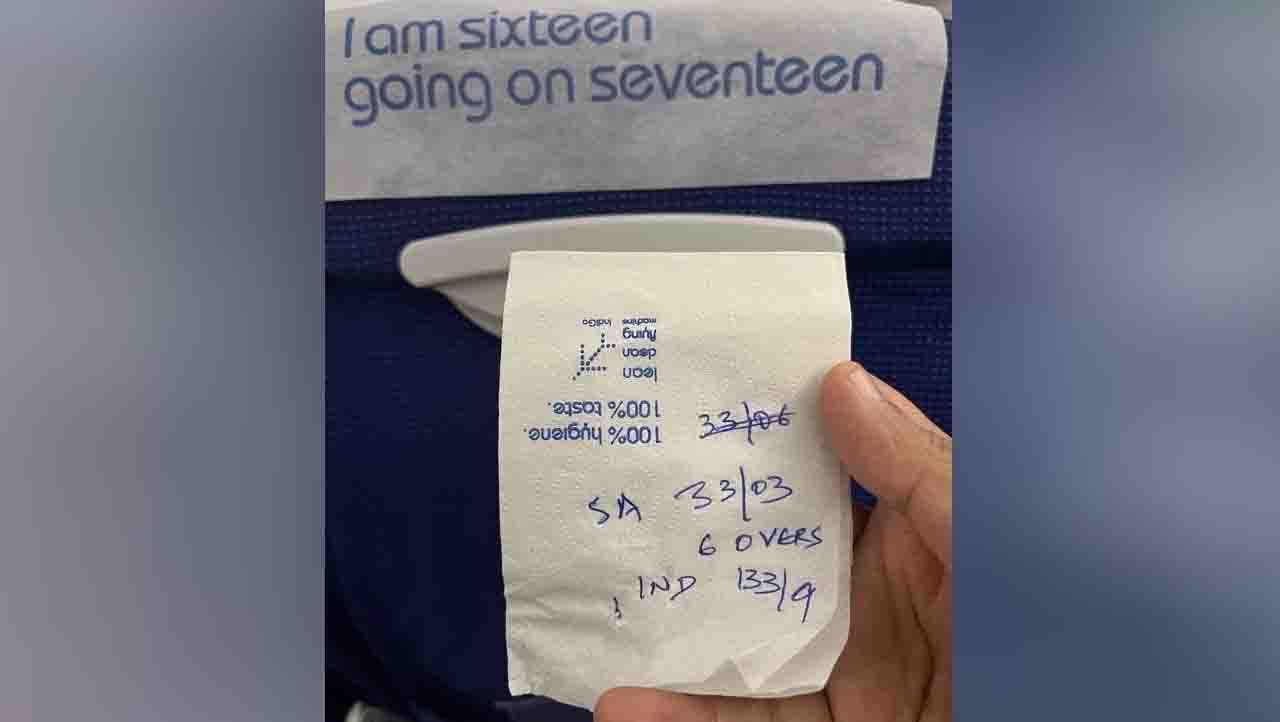 I am sixteen
going on seventeen
100% hygiene.
100% taste.
lean
clean
flying
machine IndiGo
33/06
SA 33/03
6 OVERS
IND 133/9